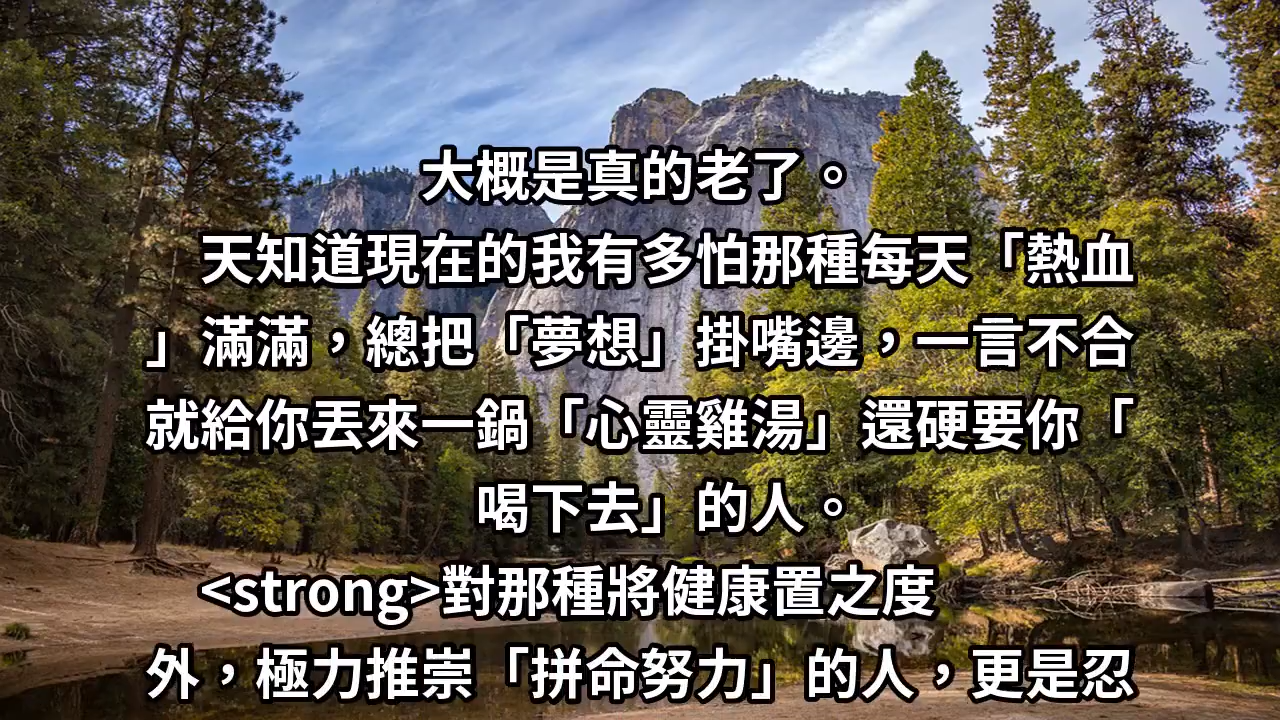 大概是真的老了。
天知道現在的我有多怕那種每天「熱血
」滿滿，總把「夢想」掛嘴邊，一言不合
就給你丟來一鍋「心靈雞湯」還硬要你「
喝下去」的人。
<strong>對那種將健康置之度
外，極力推崇「拼命努力」的人，更是忍